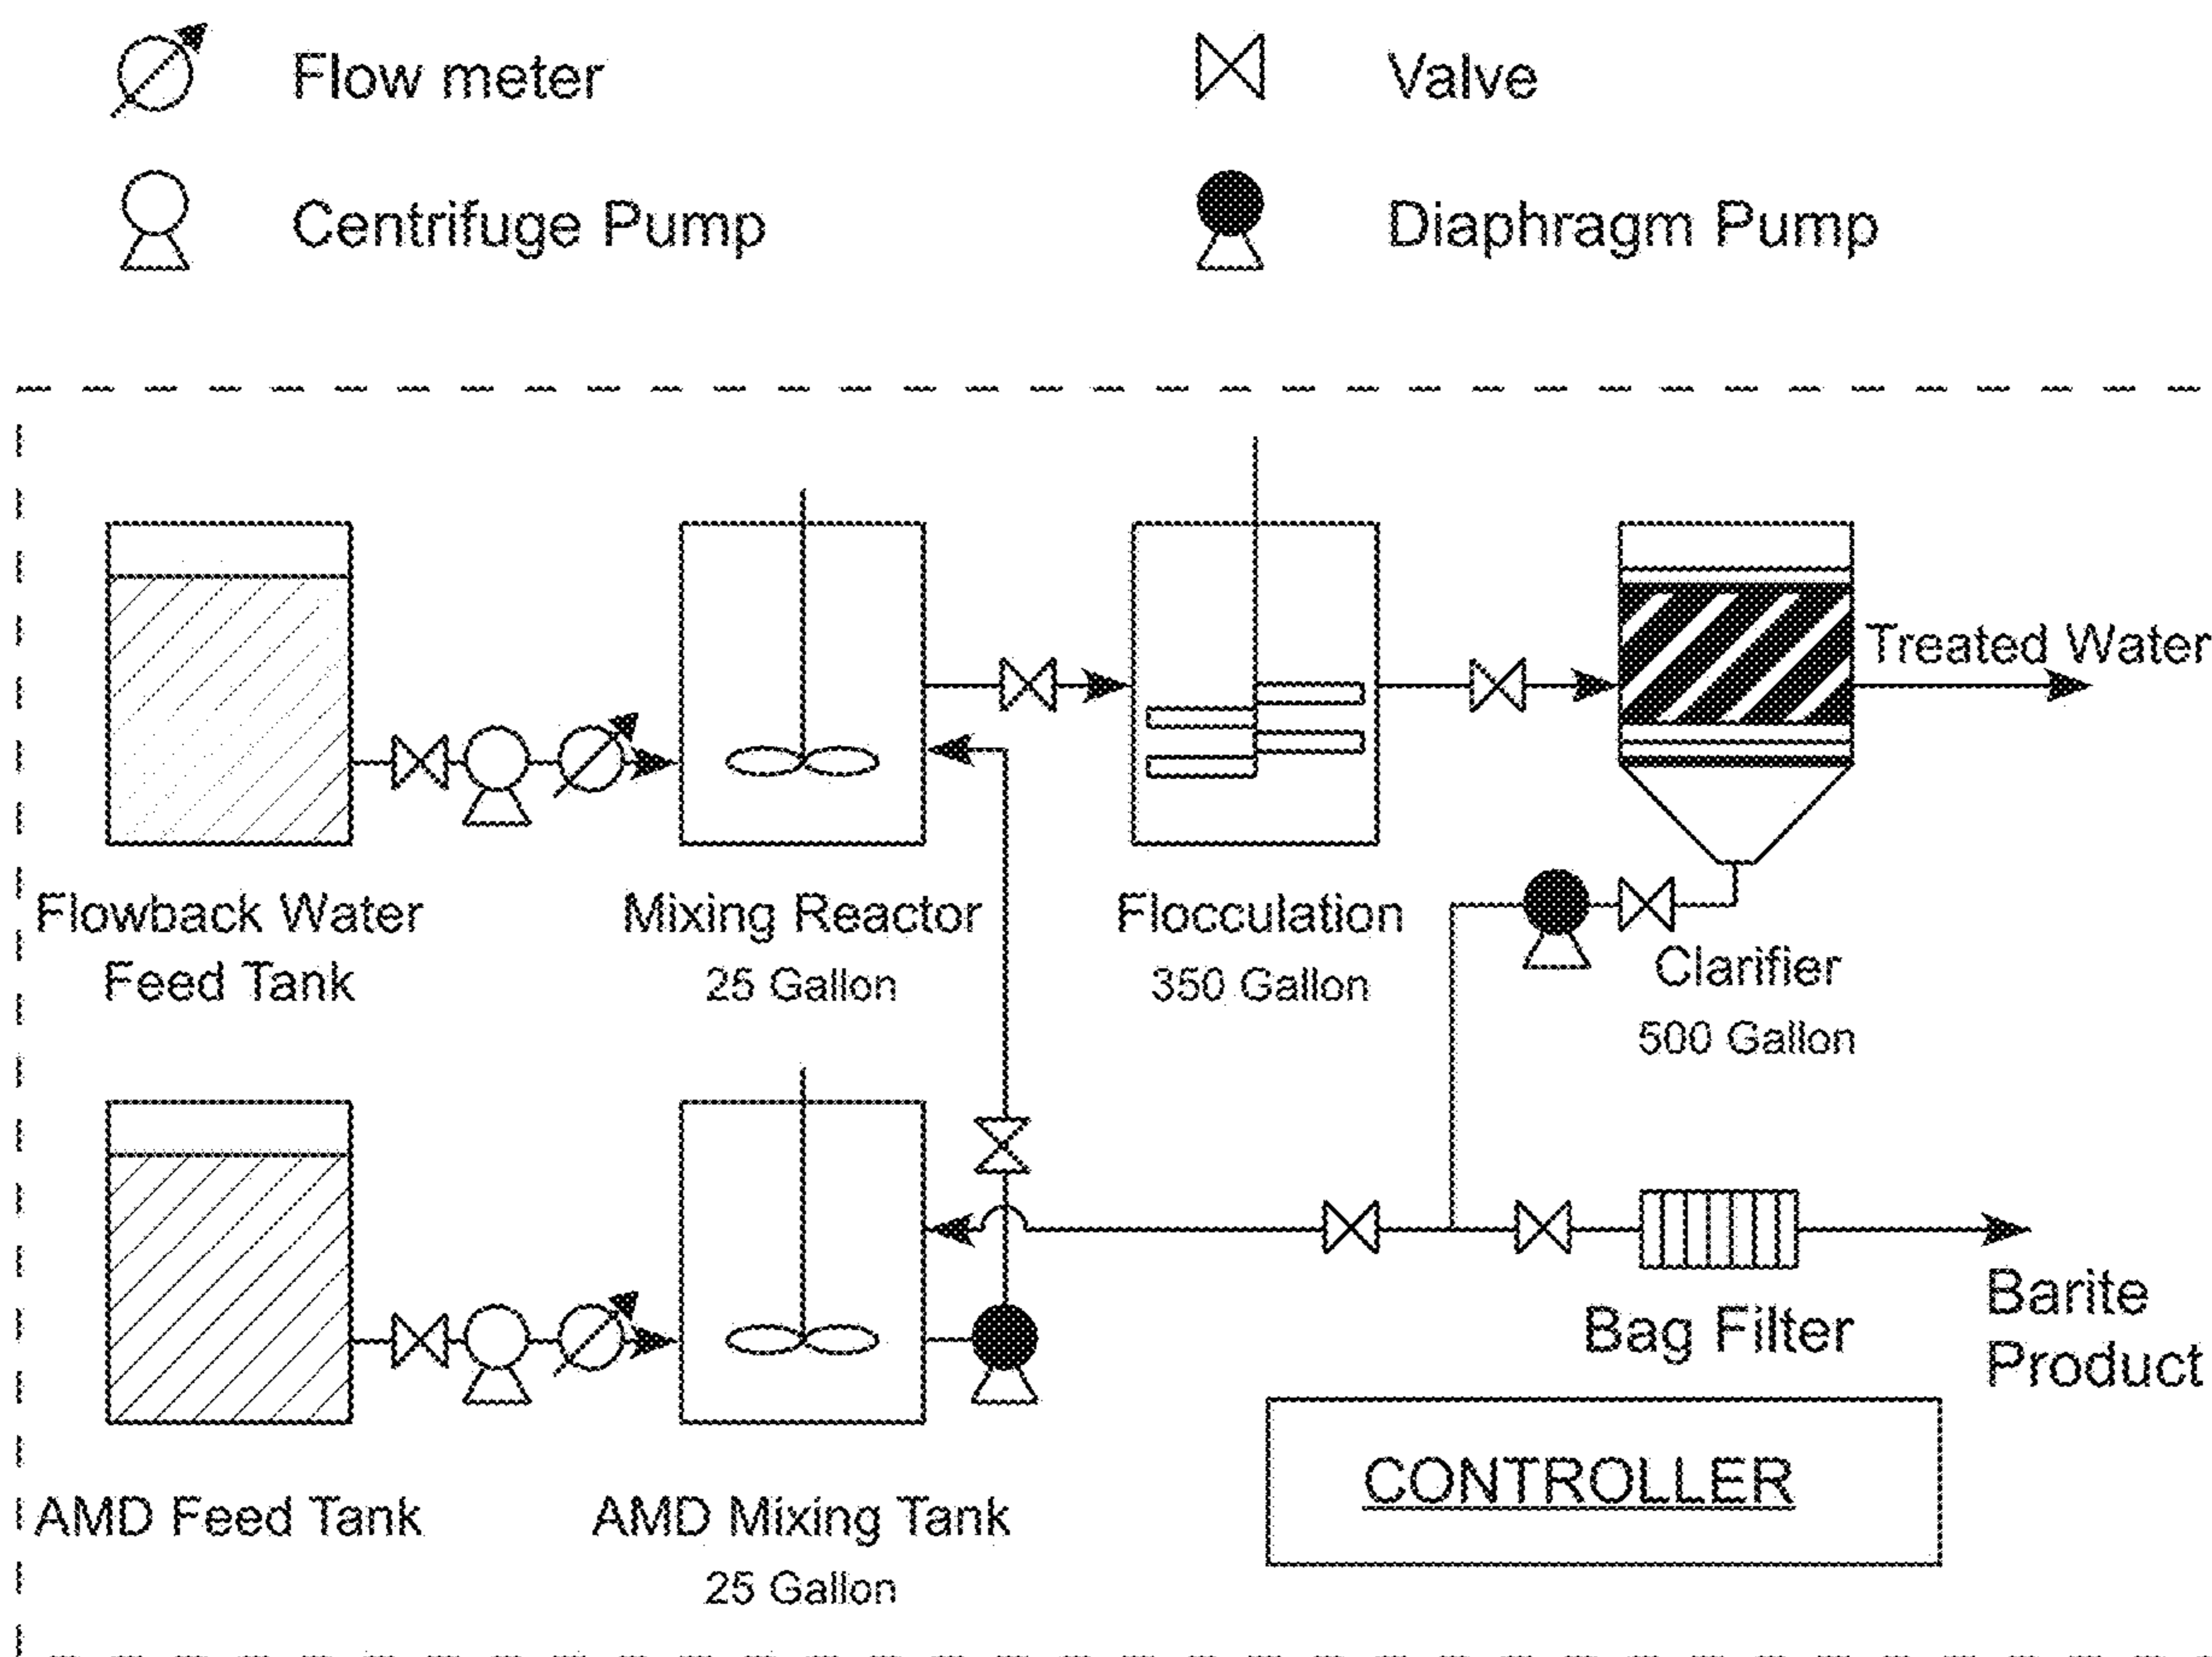 Flow meter
Valve
Centrifuge Pump
Diaphragm Pump
Treated Water
Flowback Water
Feed Tank
Mixing Reactor
25 Gallon
Flocculation
350 Gallon
Clarifier
500 Gallon
Bag Filter
Barite
Product
CONTROLLER
AMD Feed Tank
AMD Mixing Tank
25 Gallon